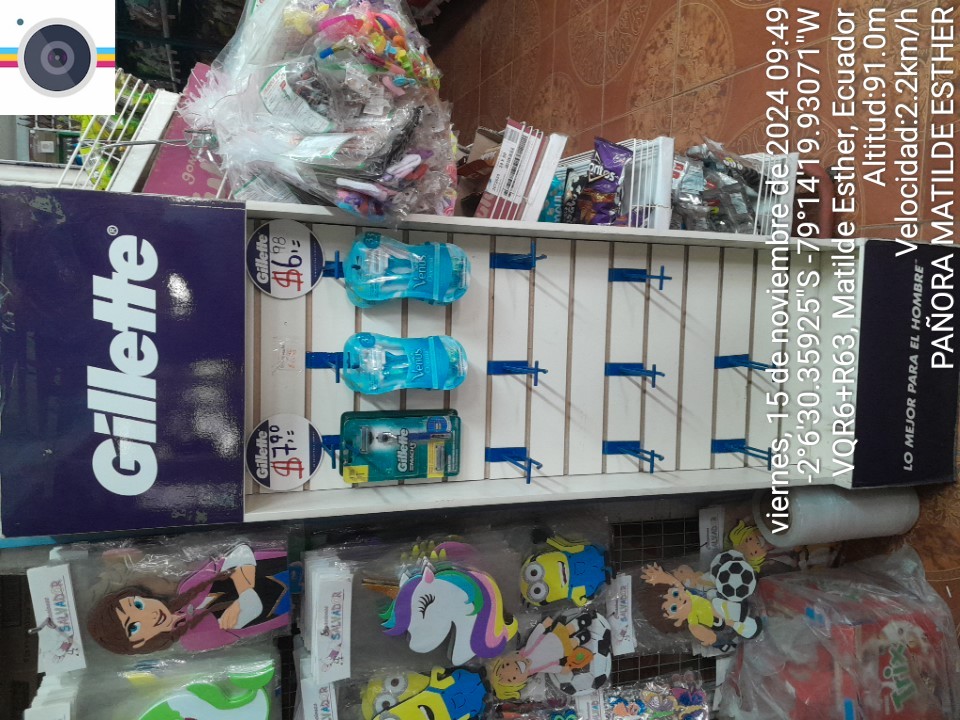 SALVADOR
Gillette®
Gillette
$7,90
Gillette
$6,98
SALVADOR
Gillette
MACH3
Venus
Venus
SALVADOR
SALVADOR
Trix
LO MEJOR PARA EL HOMBRE™
viernes, 15 de noviembre de 2024 09:49
-2°6'30.35925"S -79°14'19.93071"W
VQR6+R63, Matilde Esther, Ecuador
Altitud:91.0m
Velocidad:2.2km/h
PAÑORA MATILDE ESTHER